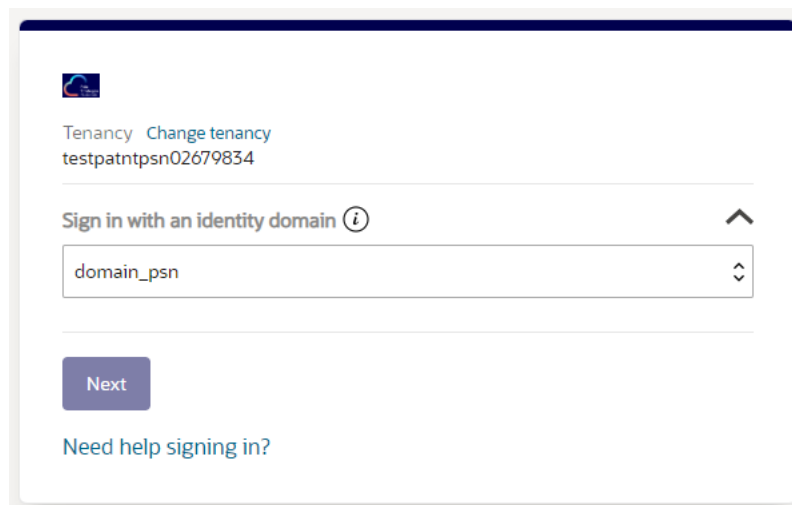 Tenancy Change tenancy
testpatntpsn02679834
Sign in with an identity domain i
domain_psn
Next
Need help signing in?